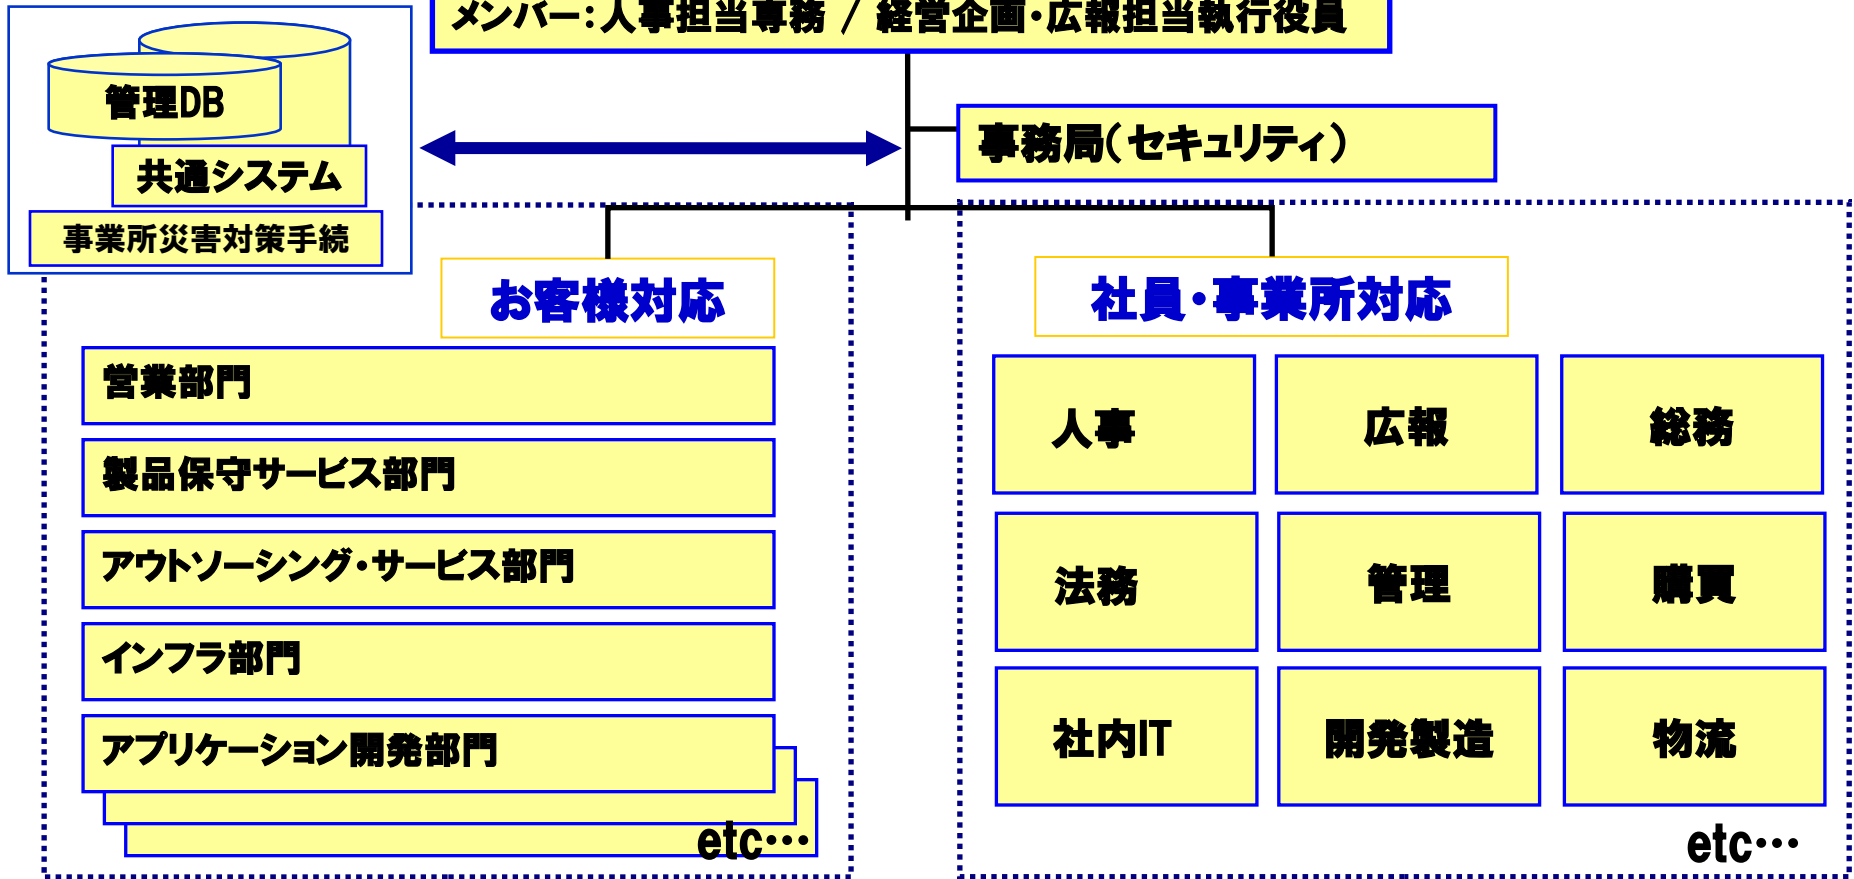 メンバー：人事担当専務 / 経営企画・広報担当執行役員
管理DB
共通システム
事業所災害対策手続
事務局（セキュリティ）
お客様対応
営業部門
製品保守サービス部門
アウトソーシング・サービス部門
インフラ部門
アプリケーション開発部門
etc…
社員・事業所対応
人事
広報
総務
法務
管理
購買
社内IT
開発製造
物流
etc…